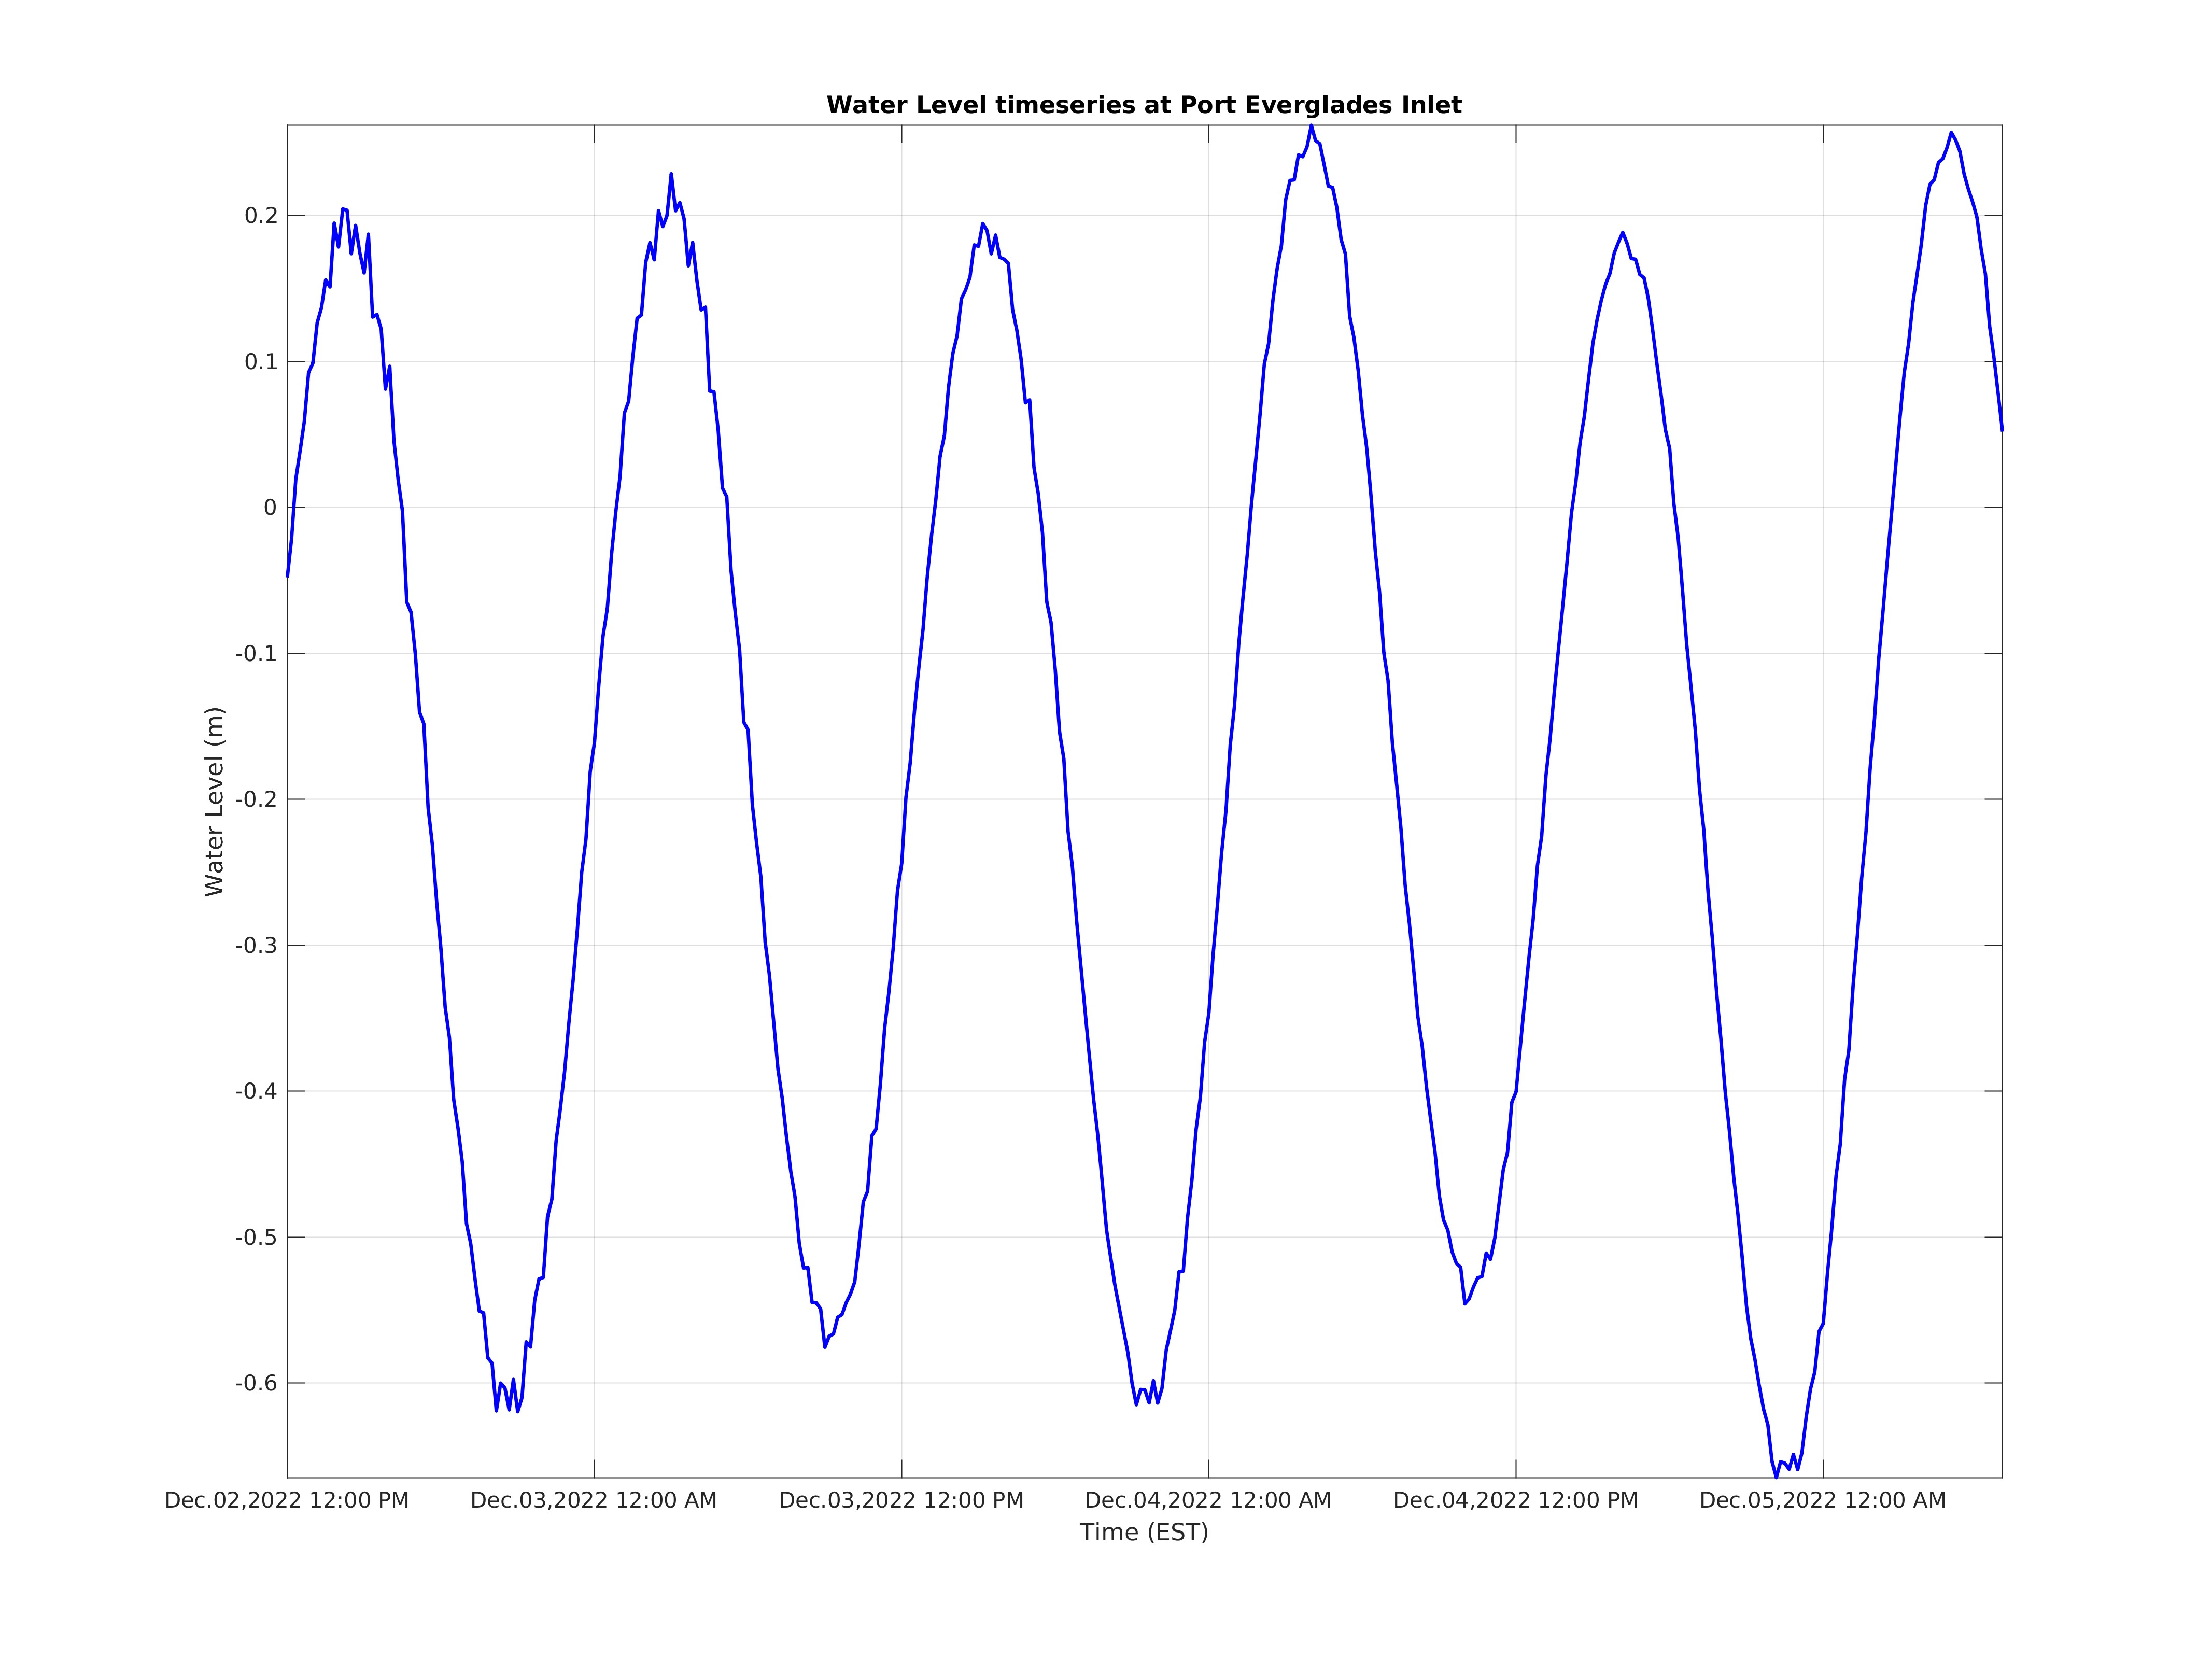 Water Level timeseries at Port Everglades Inlet
0.2
0.1
0
-0.1
-0.2
-0.3
-0.4
-0.5
-0.6
Water Level (m)
Dec.02,2022 12:00 PM
Dec.03,2022 12:00 AM
Dec.03,2022 12:00 PM
Dec.04,2022 12:00 AM
Dec.04,2022 12:00 PM
Dec.05,2022 12:00 AM
Time (EST)